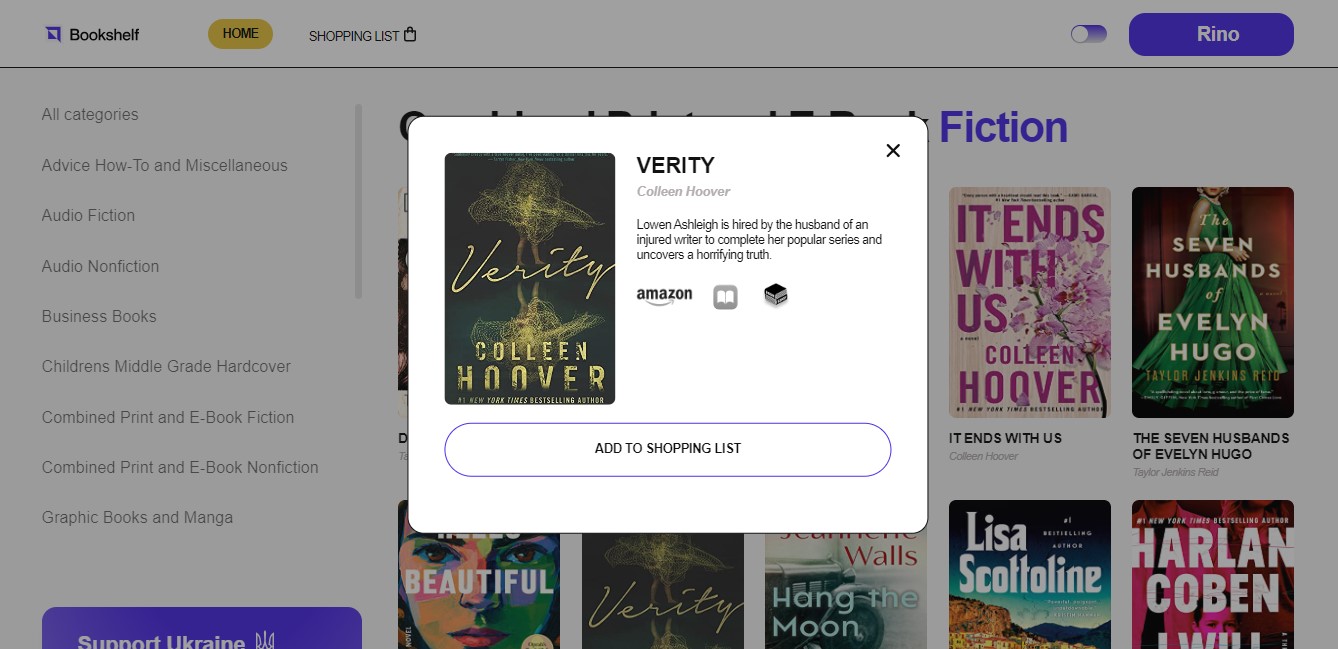 Bookshelf
HOME
SHOPPING LIST
Rino
All categories
Advice How-To and Miscellaneous
Audio Fiction
Audio Nonfiction
Business Books
Childrens Middle Grade Hardcover
Combined Print and E-Book Fiction
Combined Print and E-Book Nonfiction
Graphic Books and Manga
Support Ukraine
Fiction
VERITY
Colleen Hoover
Lowen Ashleigh is hired by the husband of an
injured writer to complete her popular series and
uncovers a horrifying truth.
amazon
ADD TO SHOPPING LIST
Verity
COLLEEN
HOOVER
#1 NEW YORK TIMES BESTSELLING AUTHOR
IT ENDS
WITH
US
a novel
COLLEEN
HOOVER
#1 NEW YORK TIMES BESTSELLING AUTHOR
IT ENDS WITH US
Colleen Hoover
The
SEVEN
HUSBANDS
of
EVELYN
HUGO
TAYLOR JENKINS REID
THE SEVEN HUSBANDS
OF EVELYN HUGO
Taylor Jenkins Reid
BEAUTIFUL
Verity
Walls
Hang the
Moon
Lisa
Scottoline
#1
BESTSELLING
AUTHOR
#1 NEW YORK TIMES BESTSELLING AUTHOR
HARLAN
COBEN
I WILL